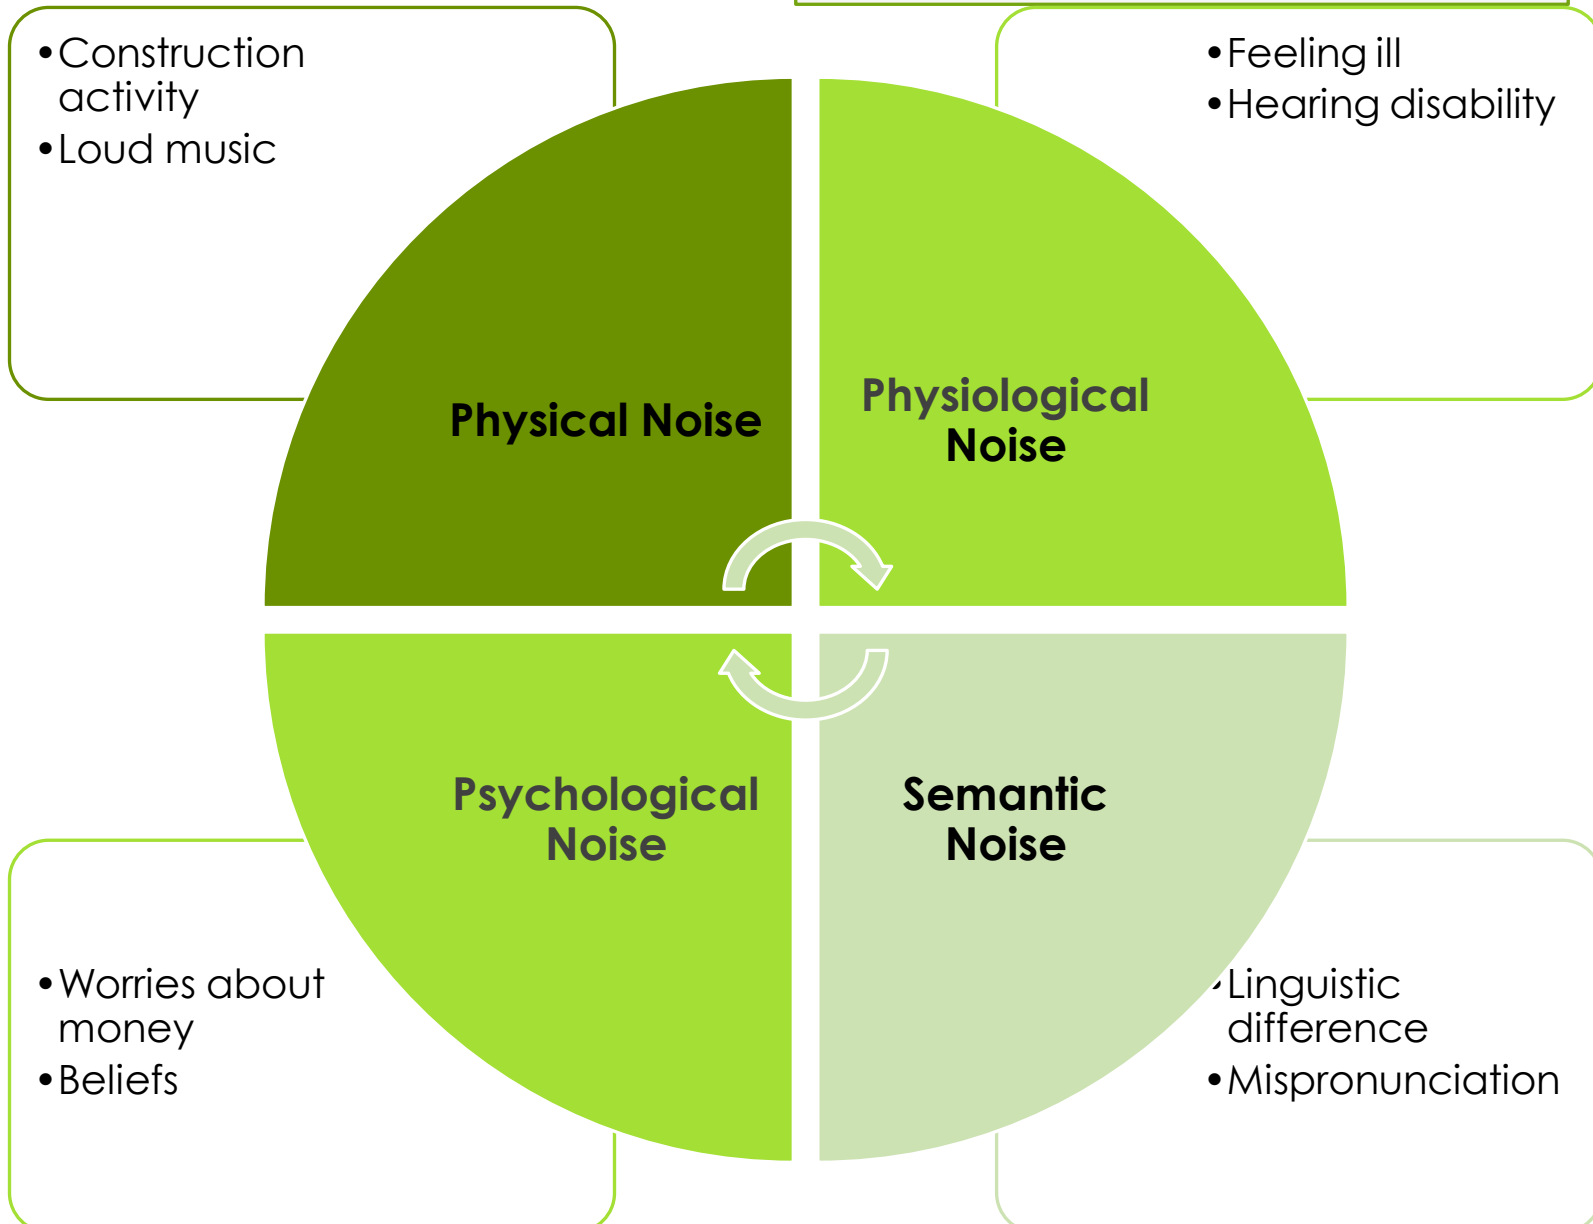 •Construction
activity
•Loud music
•Feeling ill
•Hearing disability
Physical Noise
Physiological
Noise
Psychological
Noise
Semantic
Noise
•Worries about
money
•Beliefs
•Linguistic
difference
•Mispronunciation